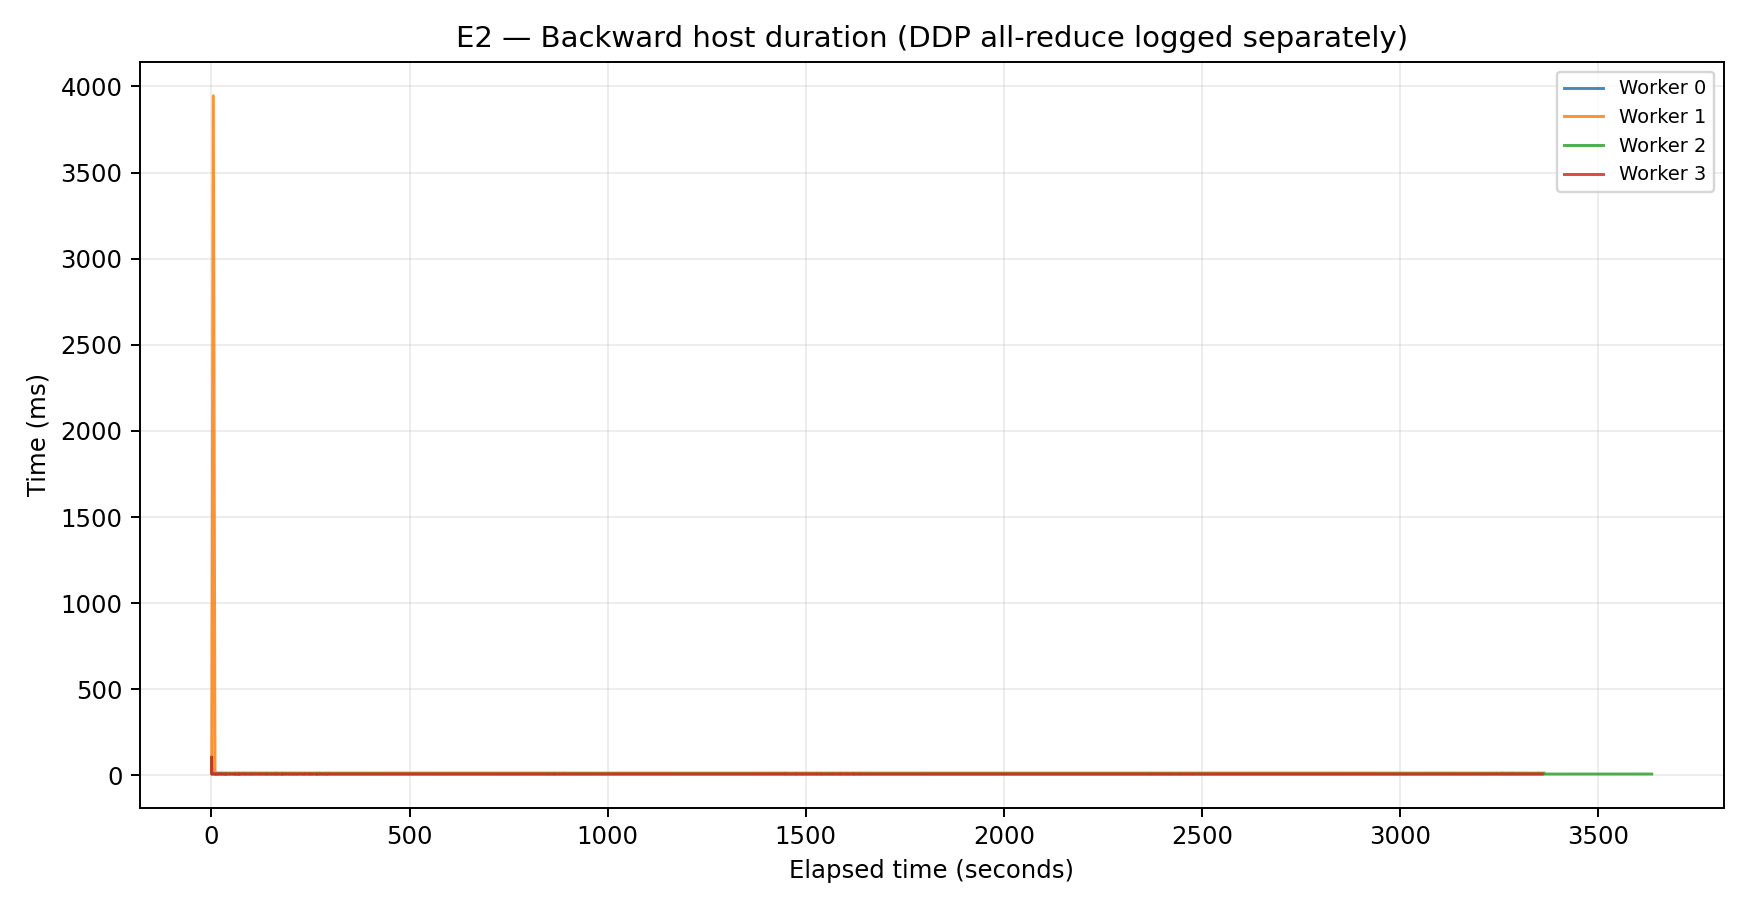 E2 — Backward host duration (DDP all-reduce logged separately)
Worker 0
Worker 1
Worker 2
Worker 3
Time (ms)
4000
3500
3000
2500
2000
1500
1000
500
0
0 500 1000 1500 2000 2500 3000 3500
Elapsed time (seconds)